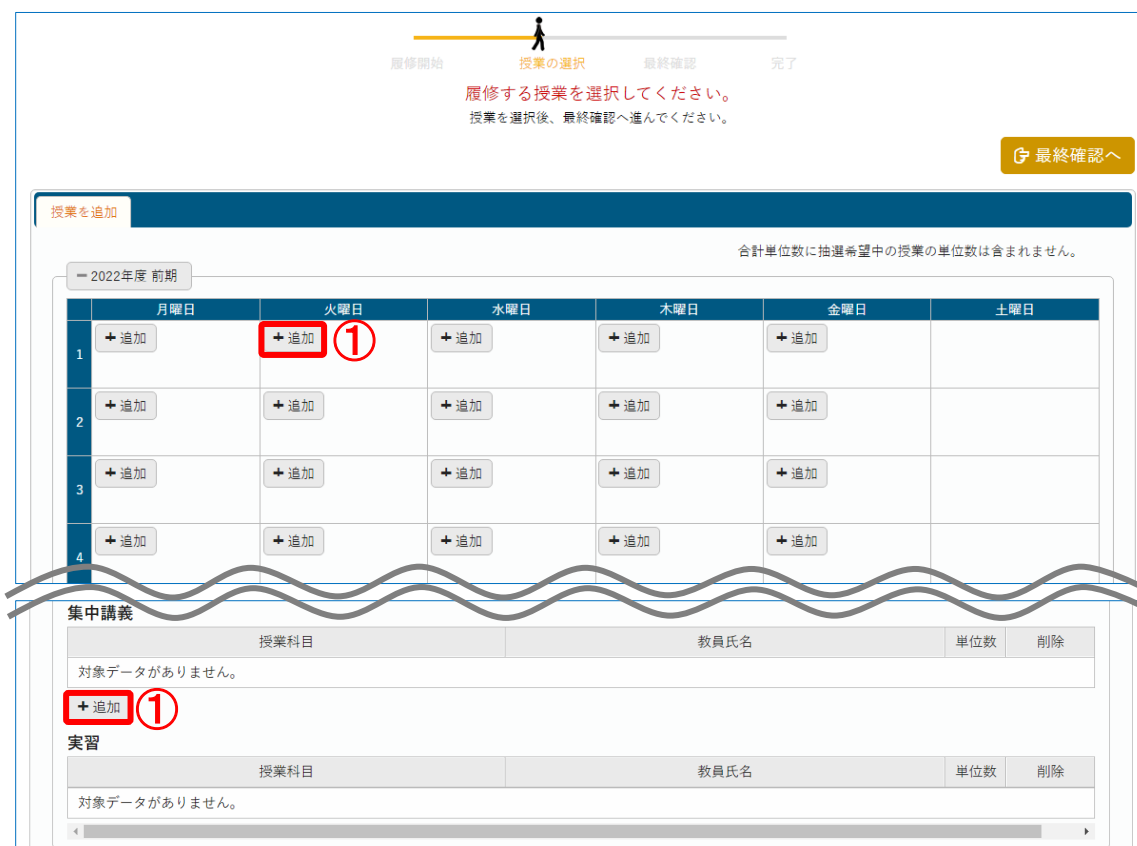 履修開始 授業の選択 最終確認 完了
履修する授業を選択してください。
授業を選択後、最終確認へ進んでください。
最終確認へ
授業を追加
合計単位数に抽選希望中の授業の単位数は含まれません。
2022年度 前期
月曜日 火曜日 水曜日 木曜日 金曜日 土曜日
1 +追加 +追加 ① +追加 +追加 +追加
2 +追加 +追加 +追加 +追加 +追加
3 +追加 +追加 +追加 +追加 +追加
4 +追加 +追加 +追加 +追加 +追加
集中講義
授業科目 教員氏名 単位数 削除
対象データがありません。
+追加 ①
実習
授業科目 教員氏名 単位数 削除
対象データがありません。